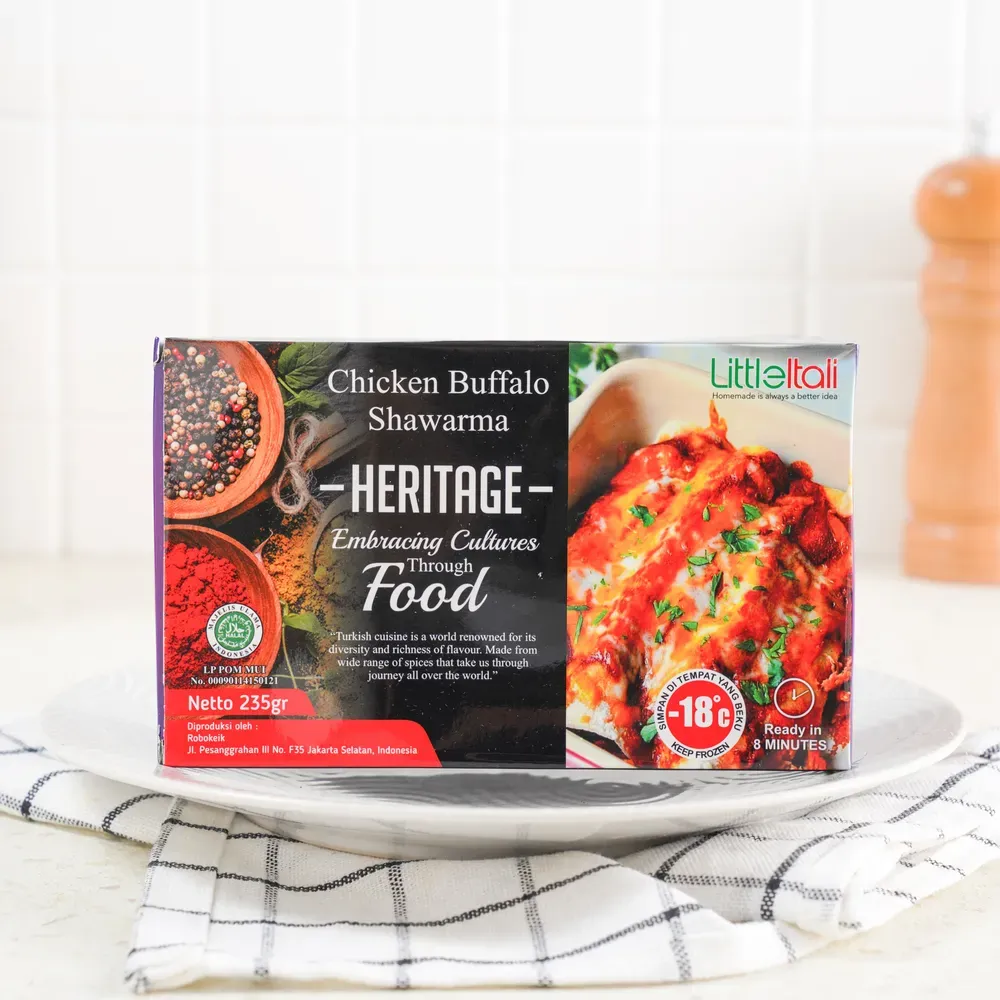 Chicken Buffalo
Shawarma
HERITAGE
Embracing Cultures
Through
Food
"Turkish cuisine is a world renowned for its
diversity and richness of flavour. Made from
wide range of spices that take us through
journey all over the world."
MAJELIS ULAMA
HALAL
INDONESIA
LP POM MUI
No. 00090114150121
Netto 235gr
Diproduksi oleh :
Robokeik
Jl. Pesanggrahan III No. F35 Jakarta Selatan, Indonesia
LittleItali
Homemade is always a better idea
SIMPAN DI TEMPAT YANG BEKU
-18°C
KEEP FROZEN
Ready in
8 MINUTES